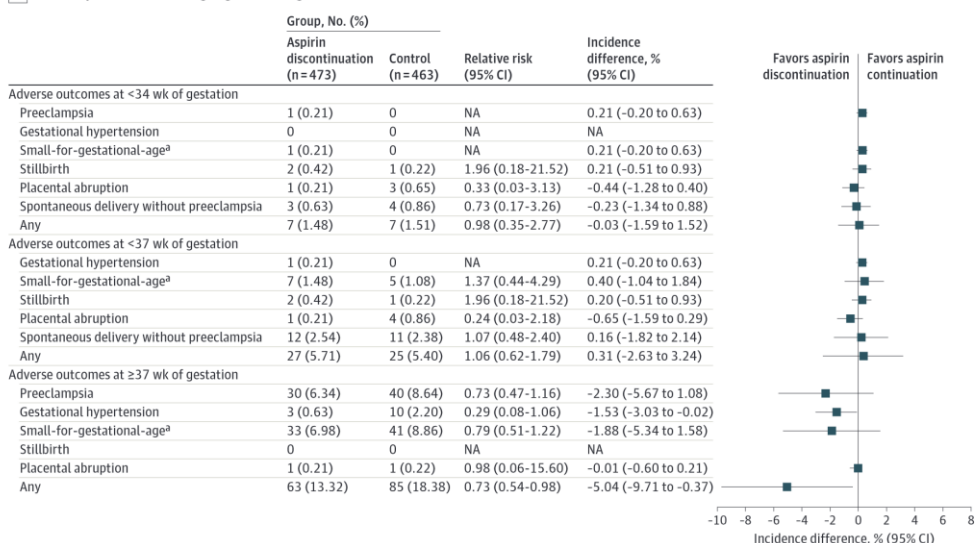 Group, No. (%)
Aspirin discontinuation (n=473) Control (n=463) Relative risk (95% CI) Incidence difference, % (95% CI) Favors aspirin discontinuation Favors aspirin continuation
Adverse outcomes at <34 wk of gestation
Preeclampsia 1 (0.21) 0 NA 0.21 (–0.20 to 0.63)
Gestational hypertension 0 0 NA NA
Small-for-gestational-ageᵃ 1 (0.21) 0 NA 0.21 (–0.20 to 0.63)
Stillbirth 2 (0.42) 1 (0.22) 1.96 (0.18-21.52) 0.21 (–0.51 to 0.93)
Placental abruption 1 (0.21) 3 (0.65) 0.33 (0.03-3.13) –0.44 (–1.28 to 0.40)
Spontaneous delivery without preeclampsia 3 (0.63) 4 (0.86) 0.73 (0.17-3.26) –0.23 (–1.34 to 0.88)
Any 7 (1.48) 7 (1.51) 0.98 (0.35-2.77) –0.03 (–1.59 to 1.52)
Adverse outcomes at <37 wk of gestation
Gestational hypertension 1 (0.21) 0 NA 0.21 (–0.20 to 0.63)
Small-for-gestational-ageᵃ 7 (1.48) 5 (1.08) 1.37 (0.44-4.29) 0.40 (–1.04 to 1.84)
Stillbirth 2 (0.42) 1 (0.22) 1.96 (0.18-21.52) 0.20 (–0.51 to 0.93)
Placental abruption 1 (0.21) 4 (0.86) 0.24 (0.03-2.18) –0.65 (–1.59 to 0.29)
Spontaneous delivery without preeclampsia 12 (2.54) 11 (2.38) 1.07 (0.48-2.40) 0.16 (–1.82 to 2.14)
Any 27 (5.71) 25 (5.40) 1.06 (0.62-1.79) 0.31 (–2.63 to 3.24)
Adverse outcomes at ≥37 wk of gestation
Preeclampsia 30 (6.34) 40 (8.64) 0.73 (0.47-1.16) –2.30 (–5.67 to 1.08)
Gestational hypertension 3 (0.63) 10 (2.20) 0.29 (0.08-1.06) –1.53 (–3.03 to –0.02)
Small-for-gestational-ageᵃ 33 (6.98) 41 (8.86) 0.79 (0.51-1.22) –1.88 (–5.34 to 1.58)
Stillbirth 0 0 NA NA
Placental abruption 1 (0.21) 1 (0.22) 0.98 (0.06-15.60) –0.01 (–0.60 to 0.21)
Any 63 (13.32) 85 (18.38) 0.73 (0.54-0.98) –5.04 (–9.71 to –0.37)
–10 –8 –6 –4 –2 0 2 4 6 8
Incidence difference, % (95% CI)